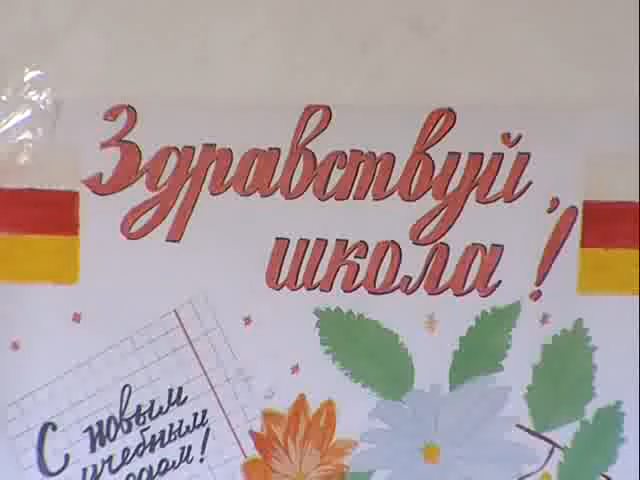 Здравствуй,
школа!
С новым
учебным
годом!